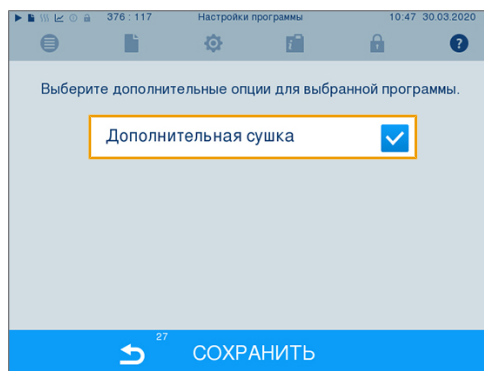 376 : 117 Настройки программы 10:47 30.03.2020
i ?
Выберите дополнительные опции для выбранной программы.
Дополнительная сушка
27
СОХРАНИТЬ